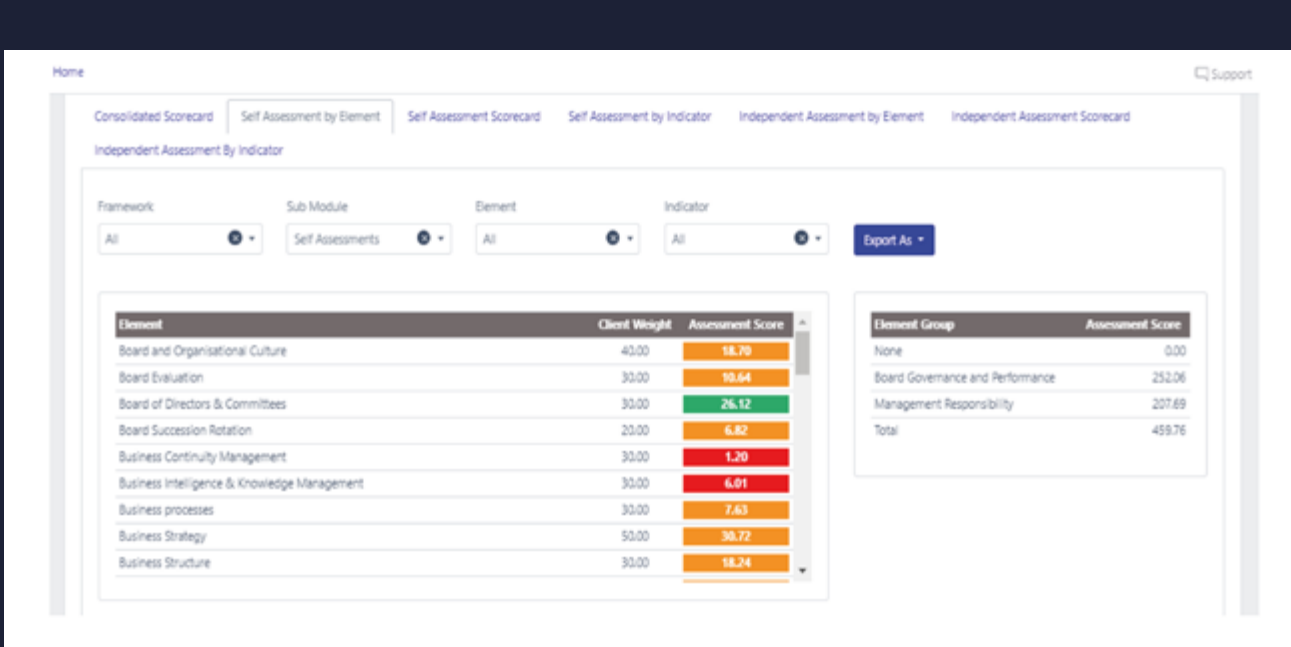 Home
Support
Consolidated Scorecard Self Assessment by Element Self Assessment Scorecard Self Assessment by Indicator Independent Assessment by Element Independent Assessment Scorecard
Independent Assessment By Indicator
Framework Sub Module Element Indicator
All Self Assessments All All Export As
Element Client Weight Assessment Score
Board and Organisational Culture 40.00 18.70
Board Evaluation 30.00 10.64
Board of Directors & Committees 30.00 26.12
Board Succession Rotation 20.00 6.82
Business Continuity Management 30.00 1.20
Business Intelligence & Knowledge Management 30.00 6.01
Business processes 30.00 7.63
Business Strategy 50.00 30.72
Business Structure 30.00 18.24
Element Group Assessment Score
None 0.00
Board Governance and Performance 252.06
Management Responsibility 207.69
Total 459.76